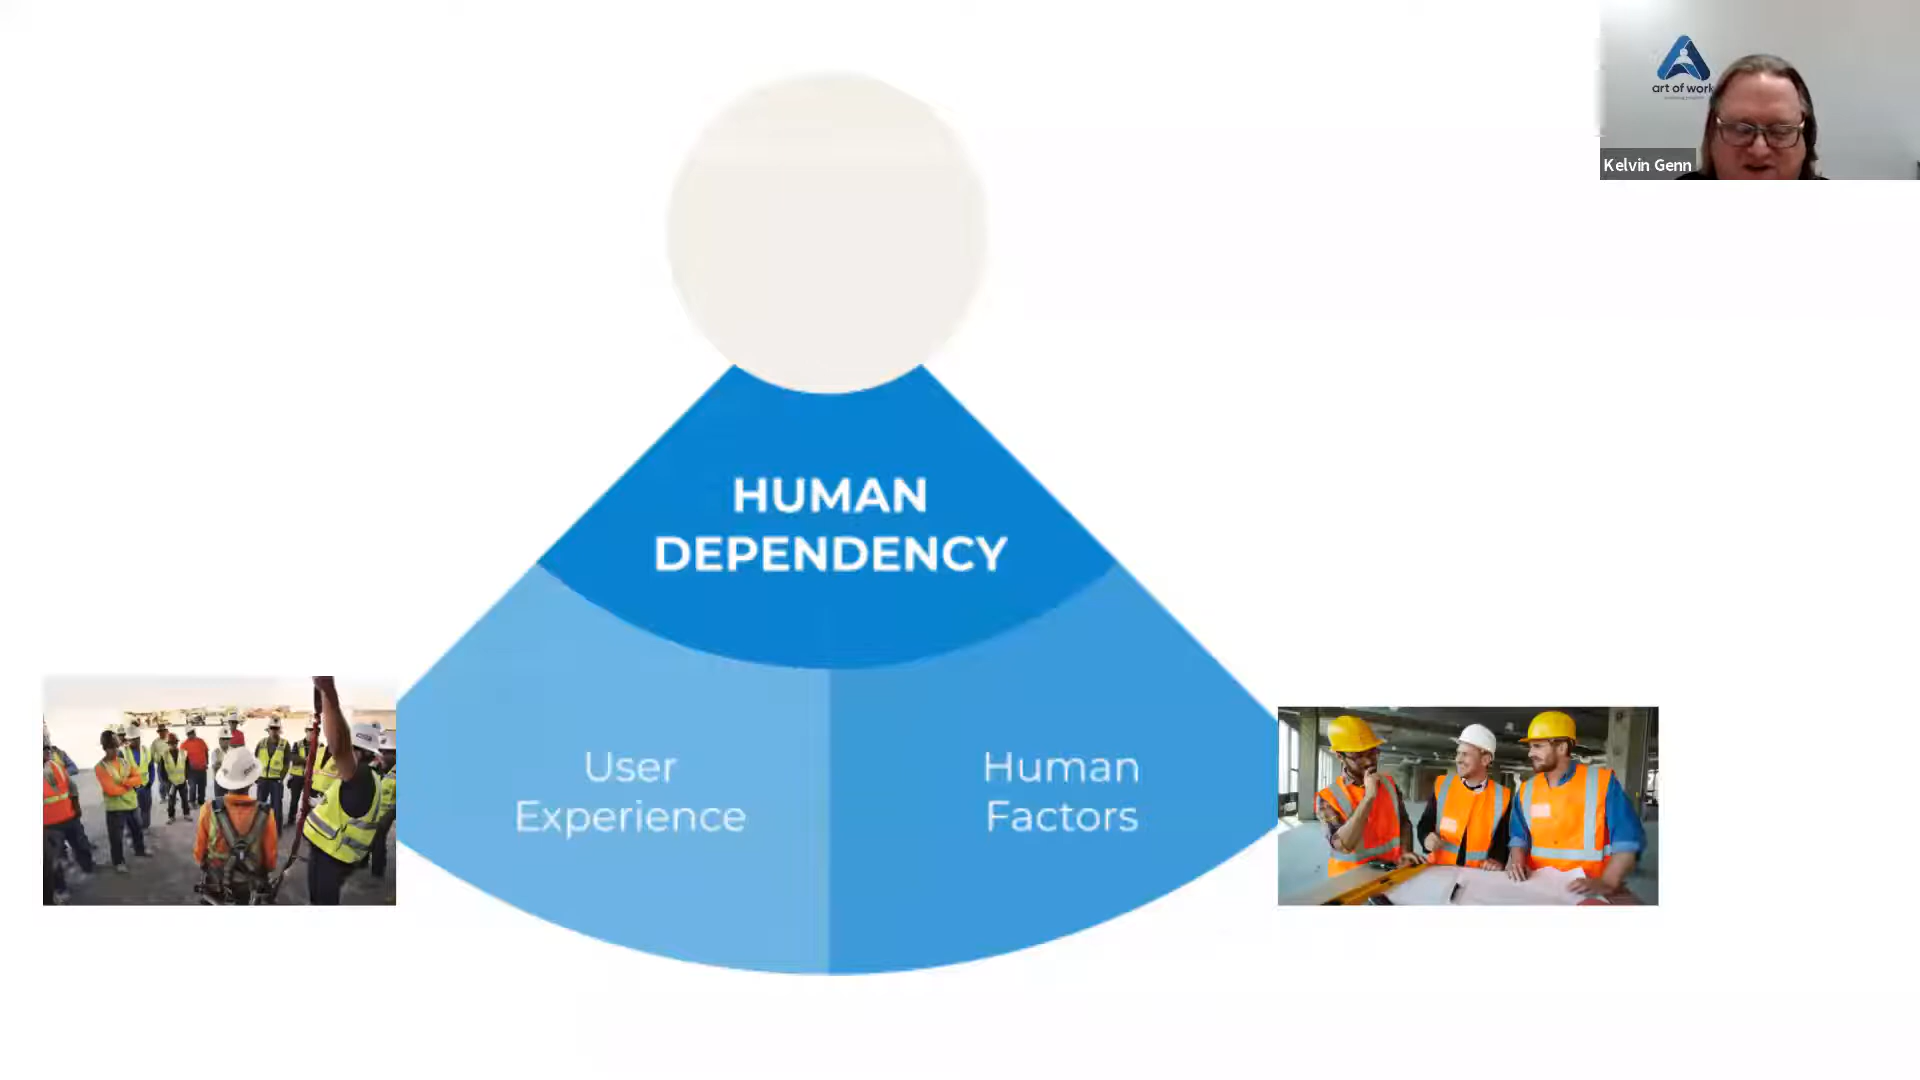 art of work
Kelvin Genn
HUMAN
DEPENDENCY
User
Experience
Human
Factors